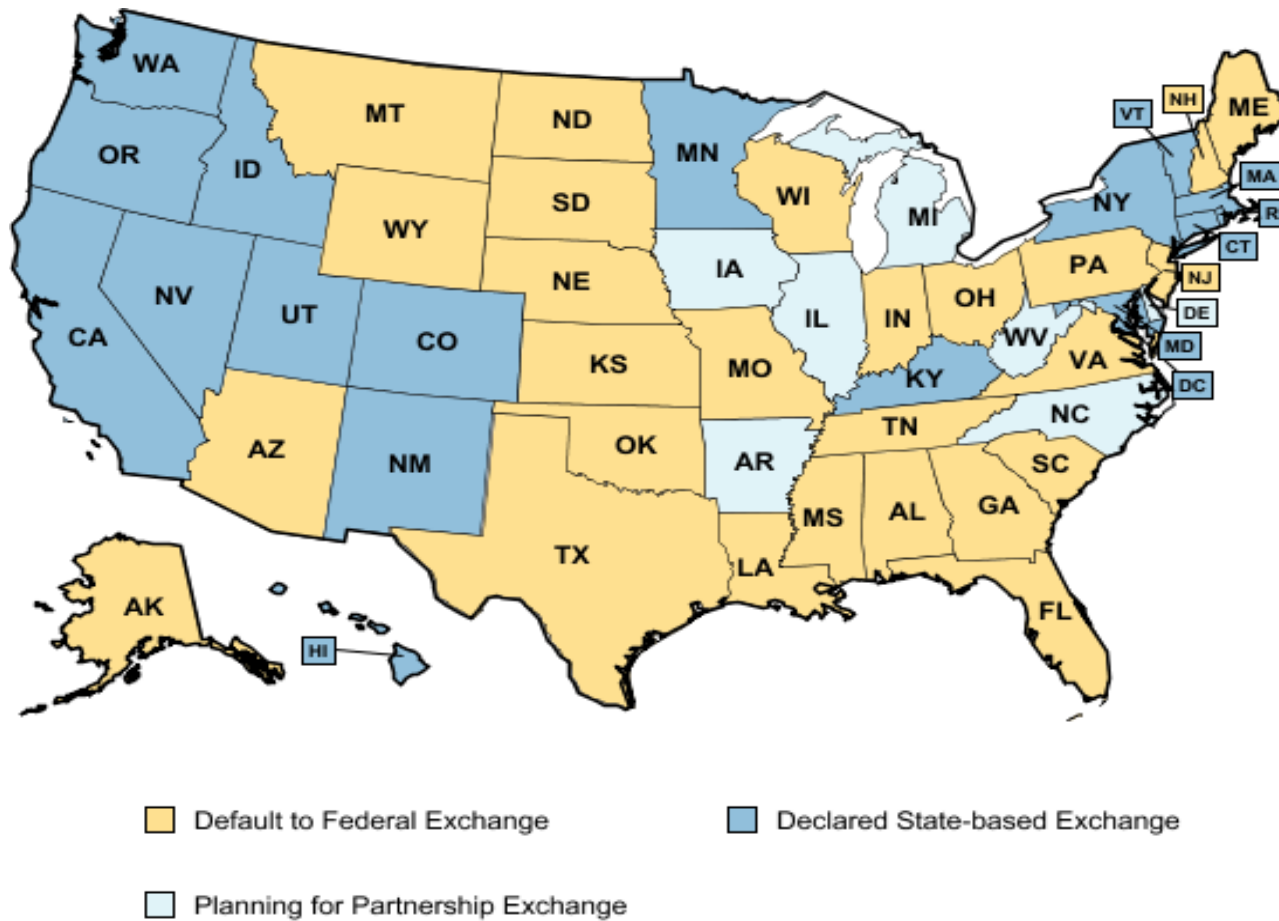 WA
MT
ND
MN
VT
NH
ME
OR
ID
SD
WI
MI
NY
MA
R
WY
CT
NE
IA
PA
NJ
NV
UT
CO
IL
IN
OH
DE
CA
KS
MO
WV
VA
MD
KY
DC
AZ
NM
OK
AR
TN
NC
SC
MS
AL
GA
TX
LA
AK
FL
HI
Default to Federal Exchange
Declared State-based Exchange
Planning for Partnership Exchange